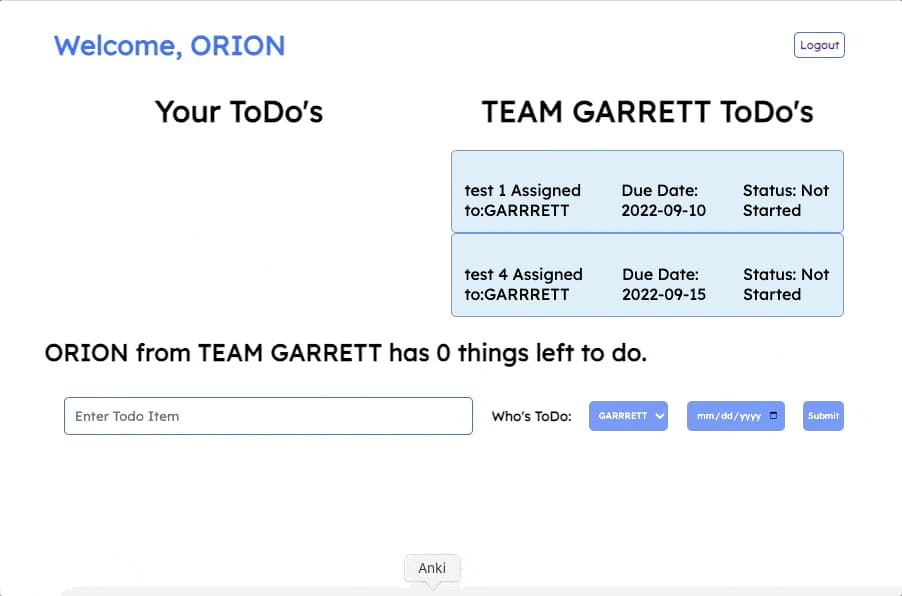 Welcome, ORION
Logout
Your ToDo's
TEAM GARRETT ToDo's
test 1 Assigned to:GARRRETT
Due Date: 2022-09-10
Status: Not Started
test 4 Assigned to:GARRRETT
Due Date: 2022-09-15
Status: Not Started
ORION from TEAM GARRETT has 0 things left to do.
Enter Todo Item
Who's ToDo:
GARRRETT
mm/dd/yyyy
Submit
Anki